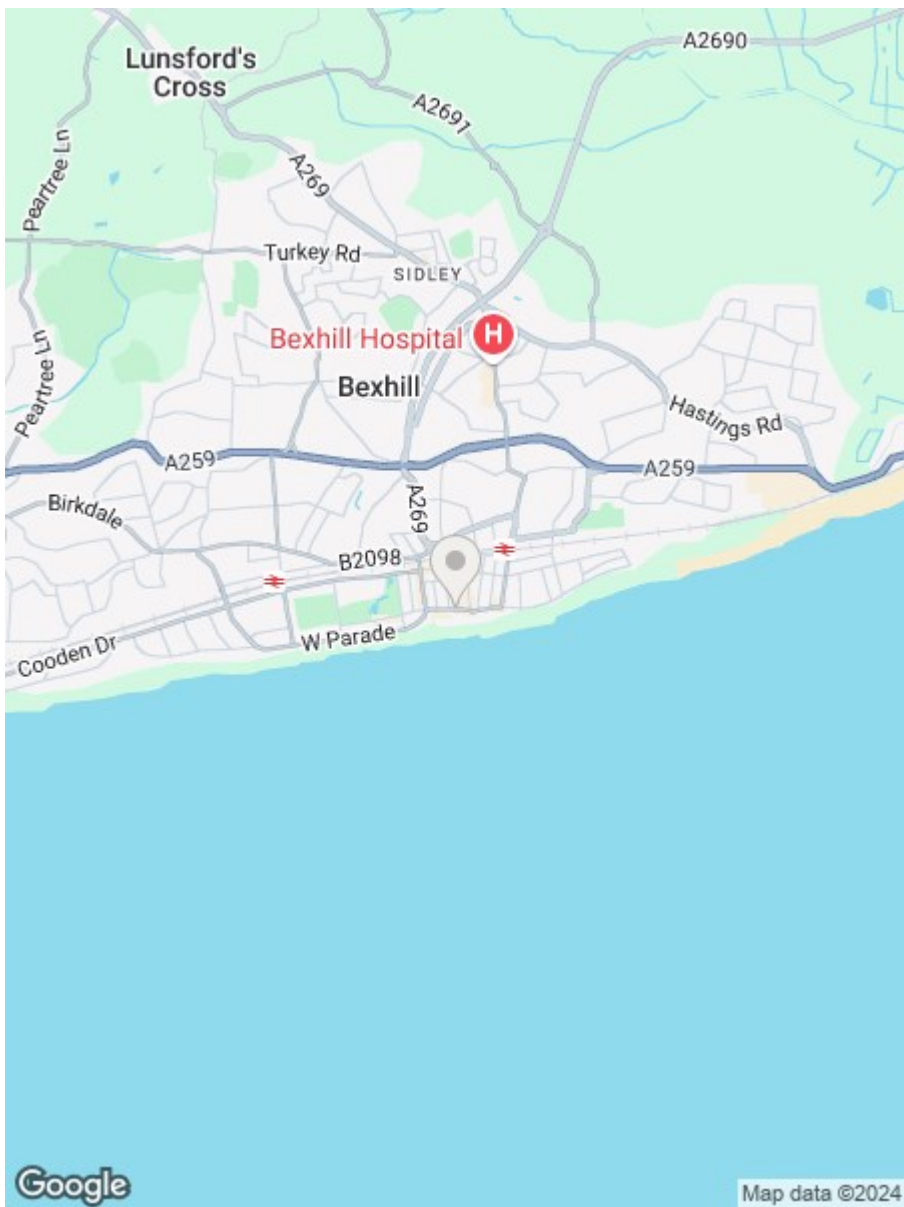 A2690
Lunsford's
Cross
A2691
A269
Peartree Ln
Turkey Rd
SIDLEY
Bexhill Hospital
H
Peartree Ln
Bexhill
Hastings Rd
A259
A259
Birkdale
A269
B2098
W Parade
Cooden Dr
Google
Map data ©2024